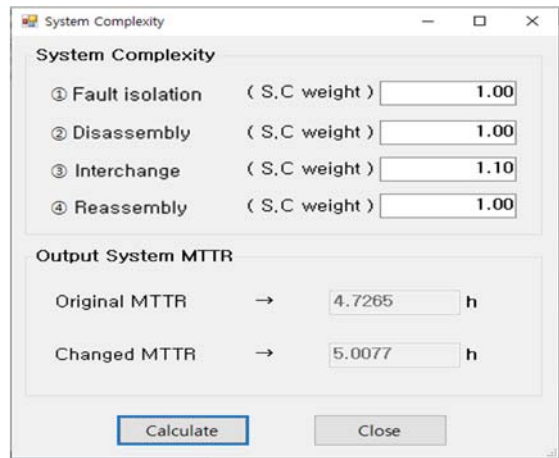 System Complexity
System Complexity
① Fault isolation ( S,C weight ) 1.00
② Disassembly ( S,C weight ) 1.00
③ Interchange ( S,C weight ) 1.10
④ Reassembly ( S,C weight ) 1.00
Output System MTTR
Original MTTR → 4.7265 h
Changed MTTR → 5.0077 h
Calculate Close